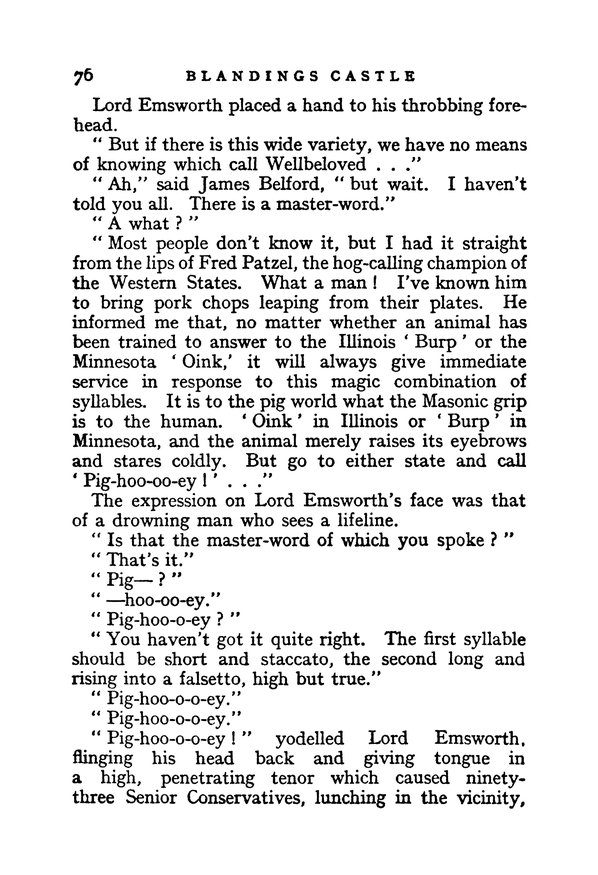 76 BLANDINGS CASTLE
Lord Emsworth placed a hand to his throbbing fore-
head.
“ But if there is this wide variety, we have no means
of knowing which call Wellbeloved . . .”
“ Ah,” said James Belford, “ but wait. I haven’t
told you all. There is a master-word.”
“ A what ? ”
“ Most people don’t know it, but I had it straight
from the lips of Fred Patzel, the hog-calling champion of
the Western States. What a man ! I’ve known him
to bring pork chops leaping from their plates. He
informed me that, no matter whether an animal has
been trained to answer to the Illinois ‘ Burp ’ or the
Minnesota ‘ Oink,’ it will always give immediate
service in response to this magic combination of
syllables. It is to the pig world what the Masonic grip
is to the human. ‘ Oink ’ in Illinois or ‘ Burp ’ in
Minnesota, and the animal merely raises its eyebrows
and stares coldly. But go to either state and call
‘ Pig-hoo-oo-ey ! ’ . . .”
The expression on Lord Emsworth’s face was that
of a drowning man who sees a lifeline.
“ Is that the master-word of which you spoke ? ”
“ That’s it.”
“ Pig— ? ”
“ —hoo-oo-ey.”
“ Pig-hoo-o-ey ? ”
“ You haven’t got it quite right. The first syllable
should be short and staccato, the second long and
rising into a falsetto, high but true.”
“ Pig-hoo-o-o-ey.”
“ Pig-hoo-o-o-ey.”
“ Pig-hoo-o-o-ey ! ” yodelled Lord Emsworth,
flinging his head back and giving tongue in
a high, penetrating tenor which caused ninety-
three Senior Conservatives, lunching in the vicinity,